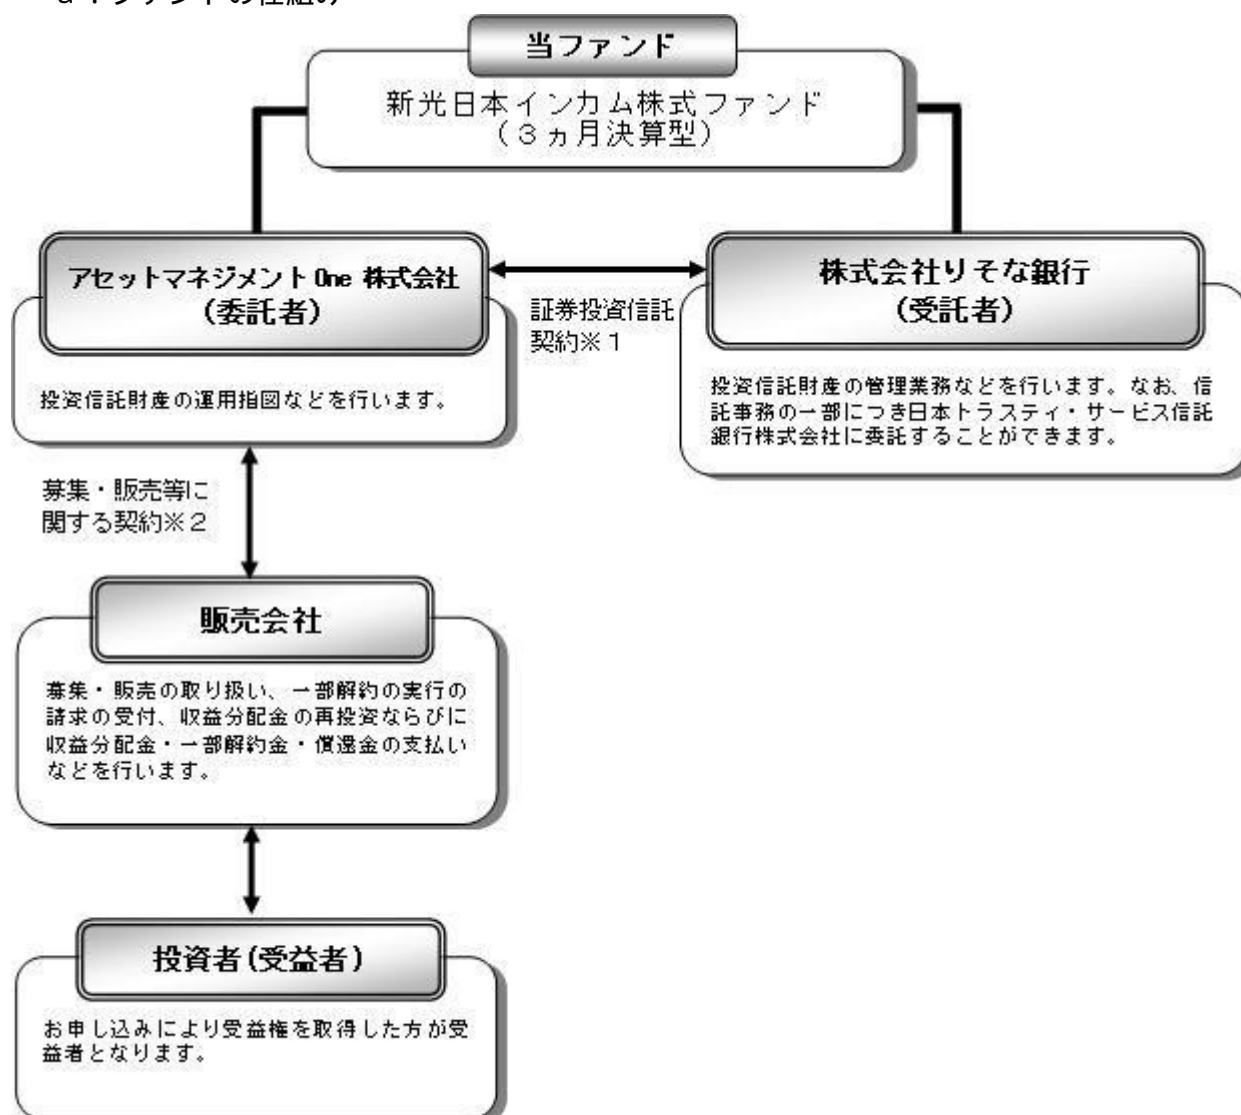 a．ファンドの仕組み
当ファンド
新光日本インカム株式ファンド
（３ヵ月決算型）
アセットマネジメント One 株式会社
（委託者）
投資信託財産の運用指図などを行います。
証券投資信託
契約※１
株式会社りそな銀行
（受託者）
投資信託財産の管理業務などを行います。なお、信
託事務の一部につき日本トラスティ・サービス信託
銀行株式会社に委託することができます。
募集・販売等に
関する契約※２
販売会社
募集・販売の取り扱い、一部解約の実行の
請求の受付、収益分配金の再投資ならびに
収益分配金・一部解約金・償還金の支払い
などを行います。
投資者（受益者）
お申し込みにより受益権を取得した方が受
益者となります。